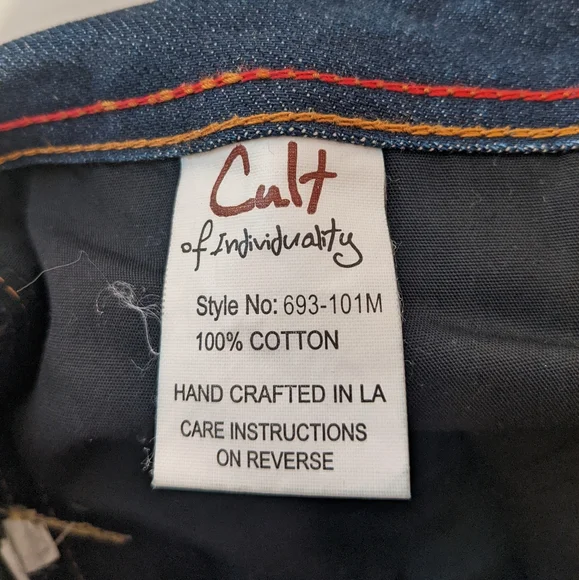 Cult
of Individuality
Style No: 693-101M
100% COTTON
HAND CRAFTED IN LA
CARE INSTRUCTIONS
ON REVERSE